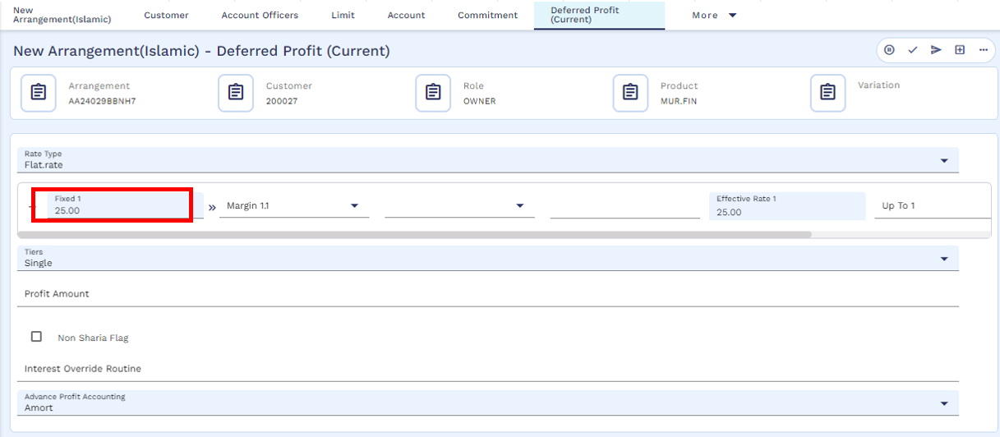 New
Arrangement(Islamic)
Customer
Account Officers
Limit
Account
Commitment
Deferred Profit
(Current)
More
New Arrangement(Islamic) - Deferred Profit (Current)
Arrangement
AA24029BBNH7
Customer
200027
Role
OWNER
Product
MUR.FIN
Variation
Rate Type
Flat.rate
Fixed 1
25.00
Margin 1.1
Effective Rate 1
25.00
Up To 1
Tiers
Single
Profit Amount
Non Sharia Flag
Interest Override Routine
Advance Profit Accounting
Amort